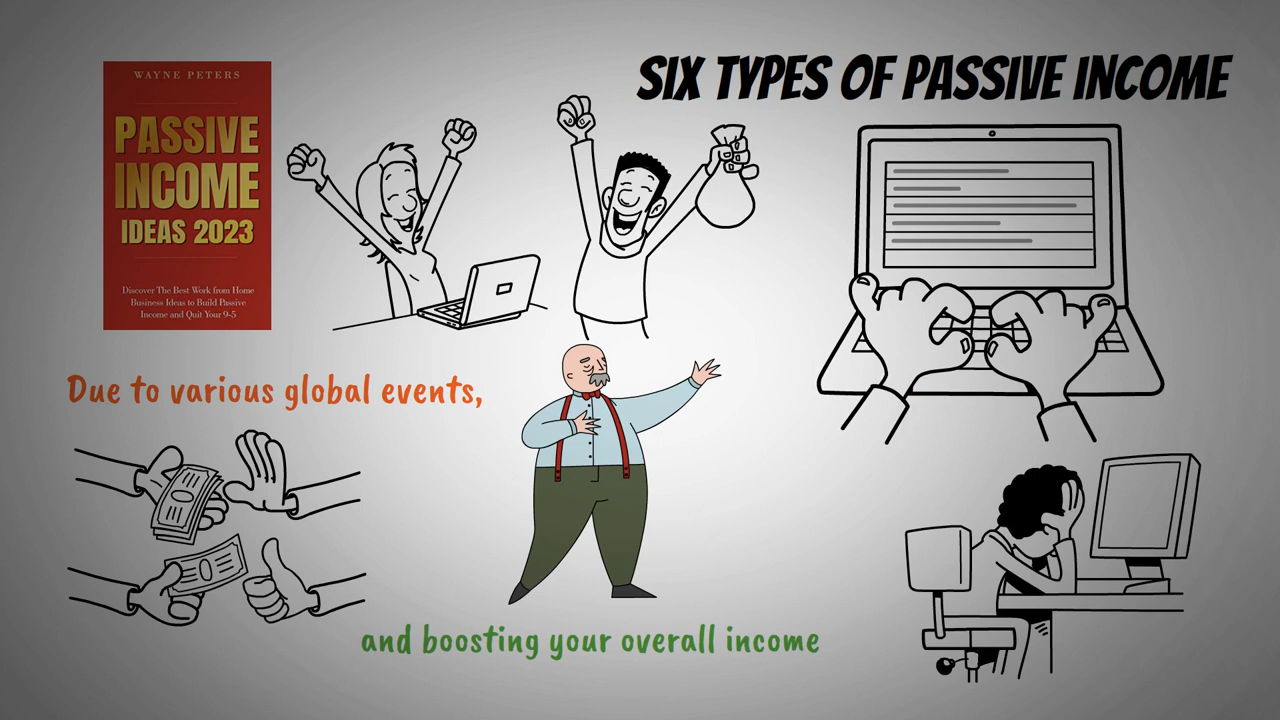 SIX TYPES OF PASSIVE INCOME
WAYNE PETERS
PASSIVE
INCOME
IDEAS 2023
Discover The Best Work from Home
Business Ideas to Build Passive
Income and Quit Your 9-5
Due to various global events,
and boosting your overall income